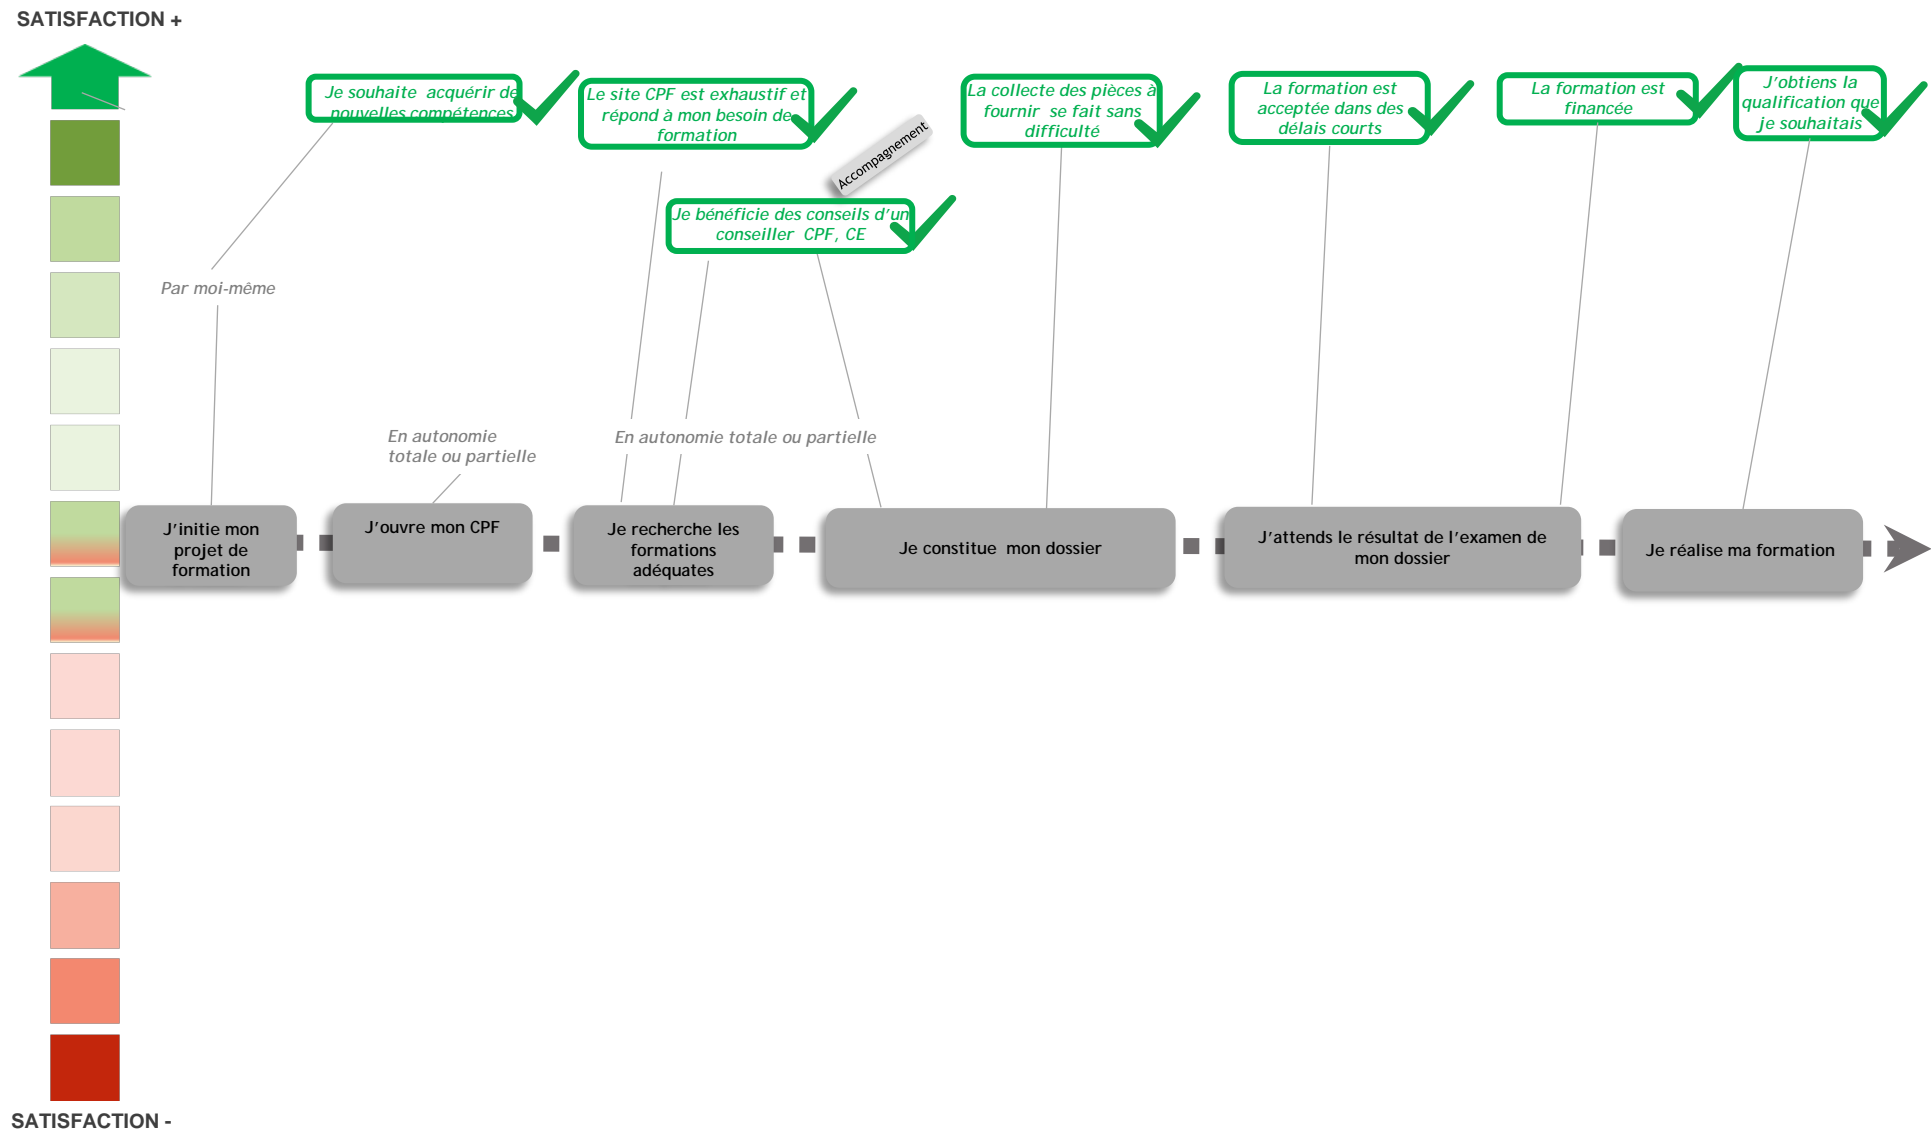 SATISFACTION +
Je souhaite acquérir de
nouvelles compétences
Le site CPF est exhaustif et
répond à mon besoin de
formation
Accompagnement
Je bénéficie des conseils d'un
conseiller CPF, CE
La collecte des pièces à
fournir se fait sans
difficulté
La formation est
acceptée dans des
délais courts
La formation est
financée
J'obtiens la
qualification que
je souhaitais
Par moi-même
En autonomie
totale ou partielle
En autonomie totale ou partielle
J'initie mon
projet de
formation
J'ouvre mon CPF
Je recherche les
formations
adéquates
Je constitue mon dossier
J'attends le résultat de l'examen de
mon dossier
Je réalise ma formation
SATISFACTION -